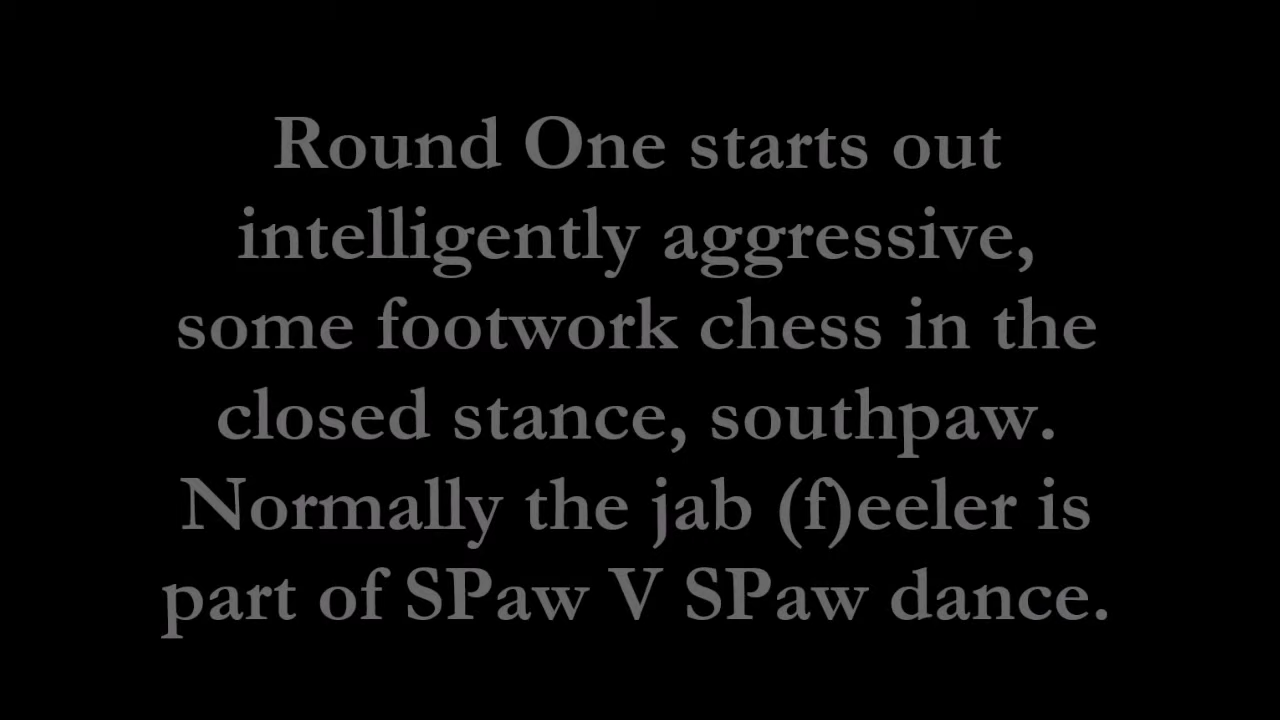 Round One starts out
intelligently aggressive,
some footwork chess in the
closed stance, southpaw.
Normally the jab (f)eeler is
part of SPaw V SPaw dance.